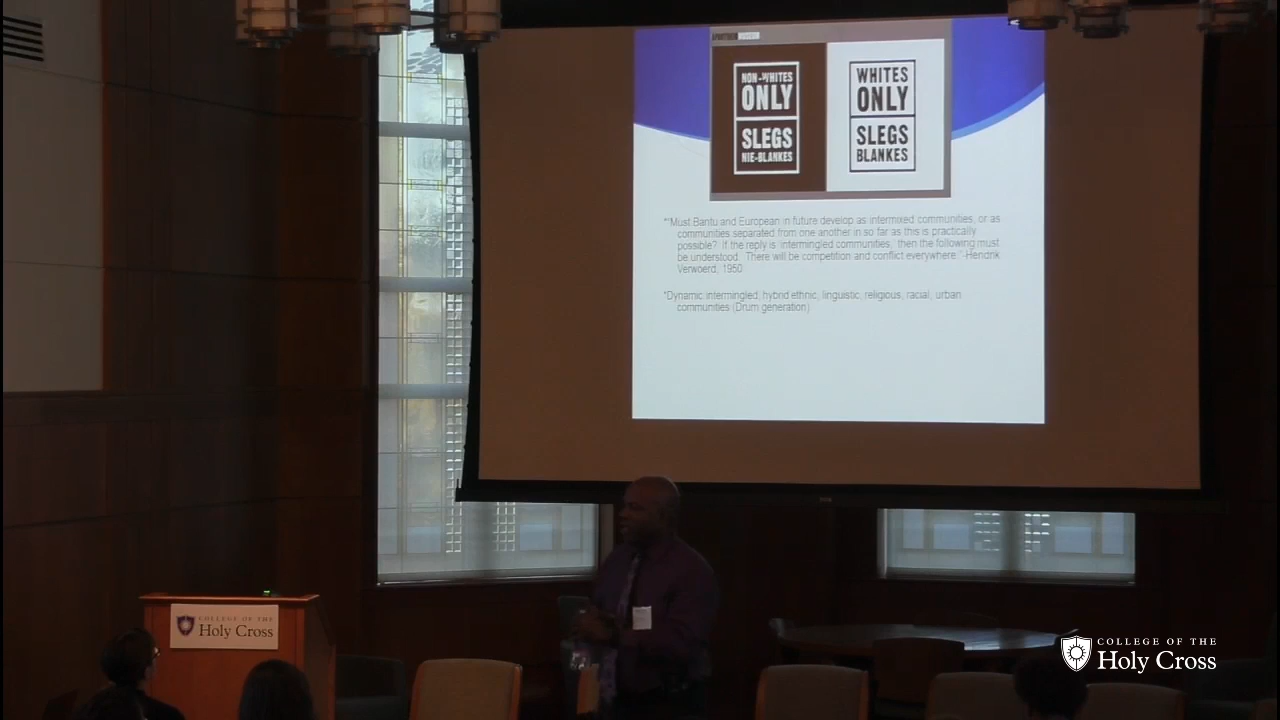 NON-WHITES
ONLY
SLEGS
NIE-BLANKES
WHITES
ONLY
SLEGS
BLANKES
*"Must Bantu and European in future develop as intermixed communities, or as
communities separated from one another in so far as this is practically
possible? If the reply is intermingled communities, then the following must
be understood. There will be competition and conflict everywhere."-Hendrik
Verwoerd, 1950
*Dynamic intermingled, hybrid ethnic, linguistic, religious, racial, urban
communities (Drum generation)
COLLEGE OF THE
Holy Cross
COLLEGE OF THE
Holy Cross